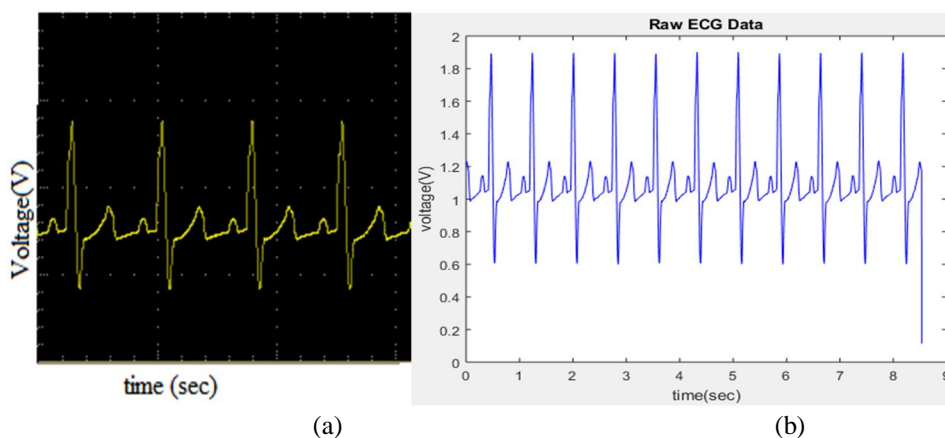 Voltage(V)
time (sec)
(a)
Raw ECG Data
voltage(V)
2
1.8
1.6
1.4
1.2
1
0.8
0.6
0.4
0.2
0
0 1 2 3 4 5 6 7 8 9
time(sec)
(b)